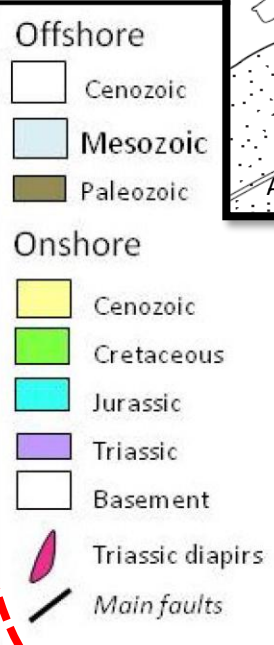 Offshore
Cenozoic
Mesozoic
Paleozoic
Onshore
Cenozoic
Cretaceous
Jurassic
Triassic
Basement
Triassic diapirs
Main faults